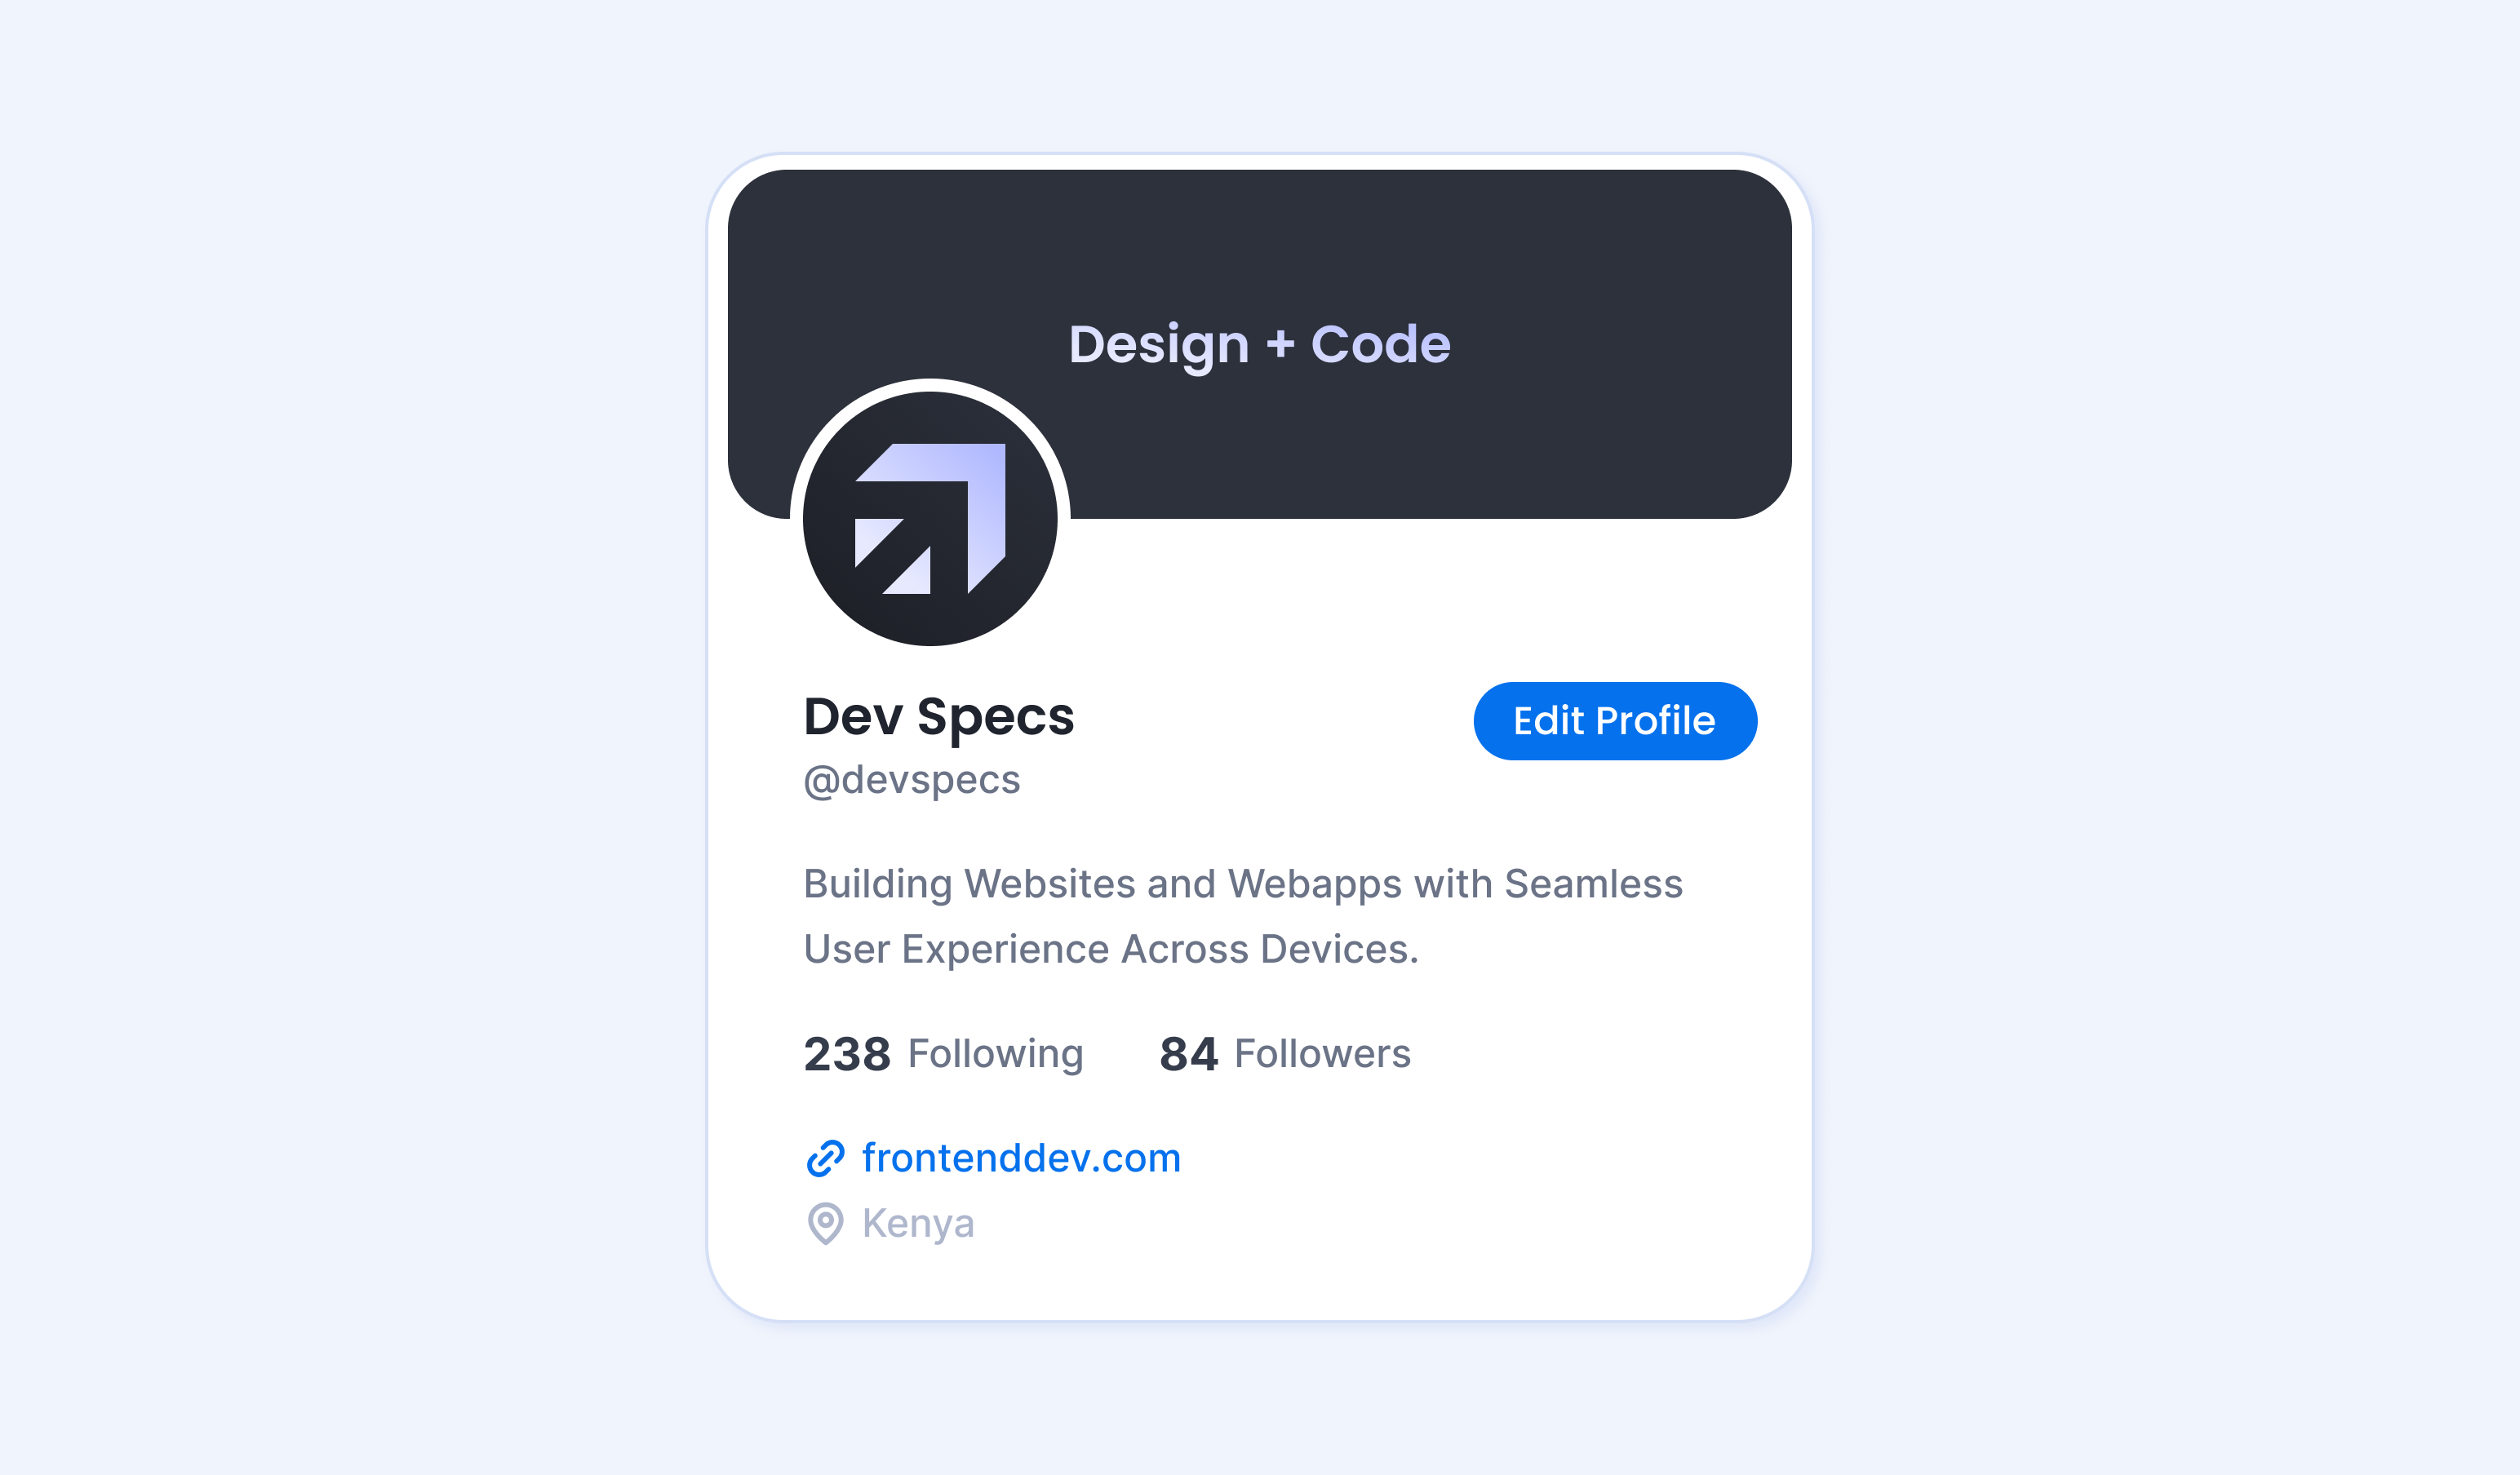 Design + Code
Dev Specs
Edit Profile
@devspecs
Building Websites and Webapps with Seamless
User Experience Across Devices.
238 Following 84 Followers
frontenddev.com
Kenya